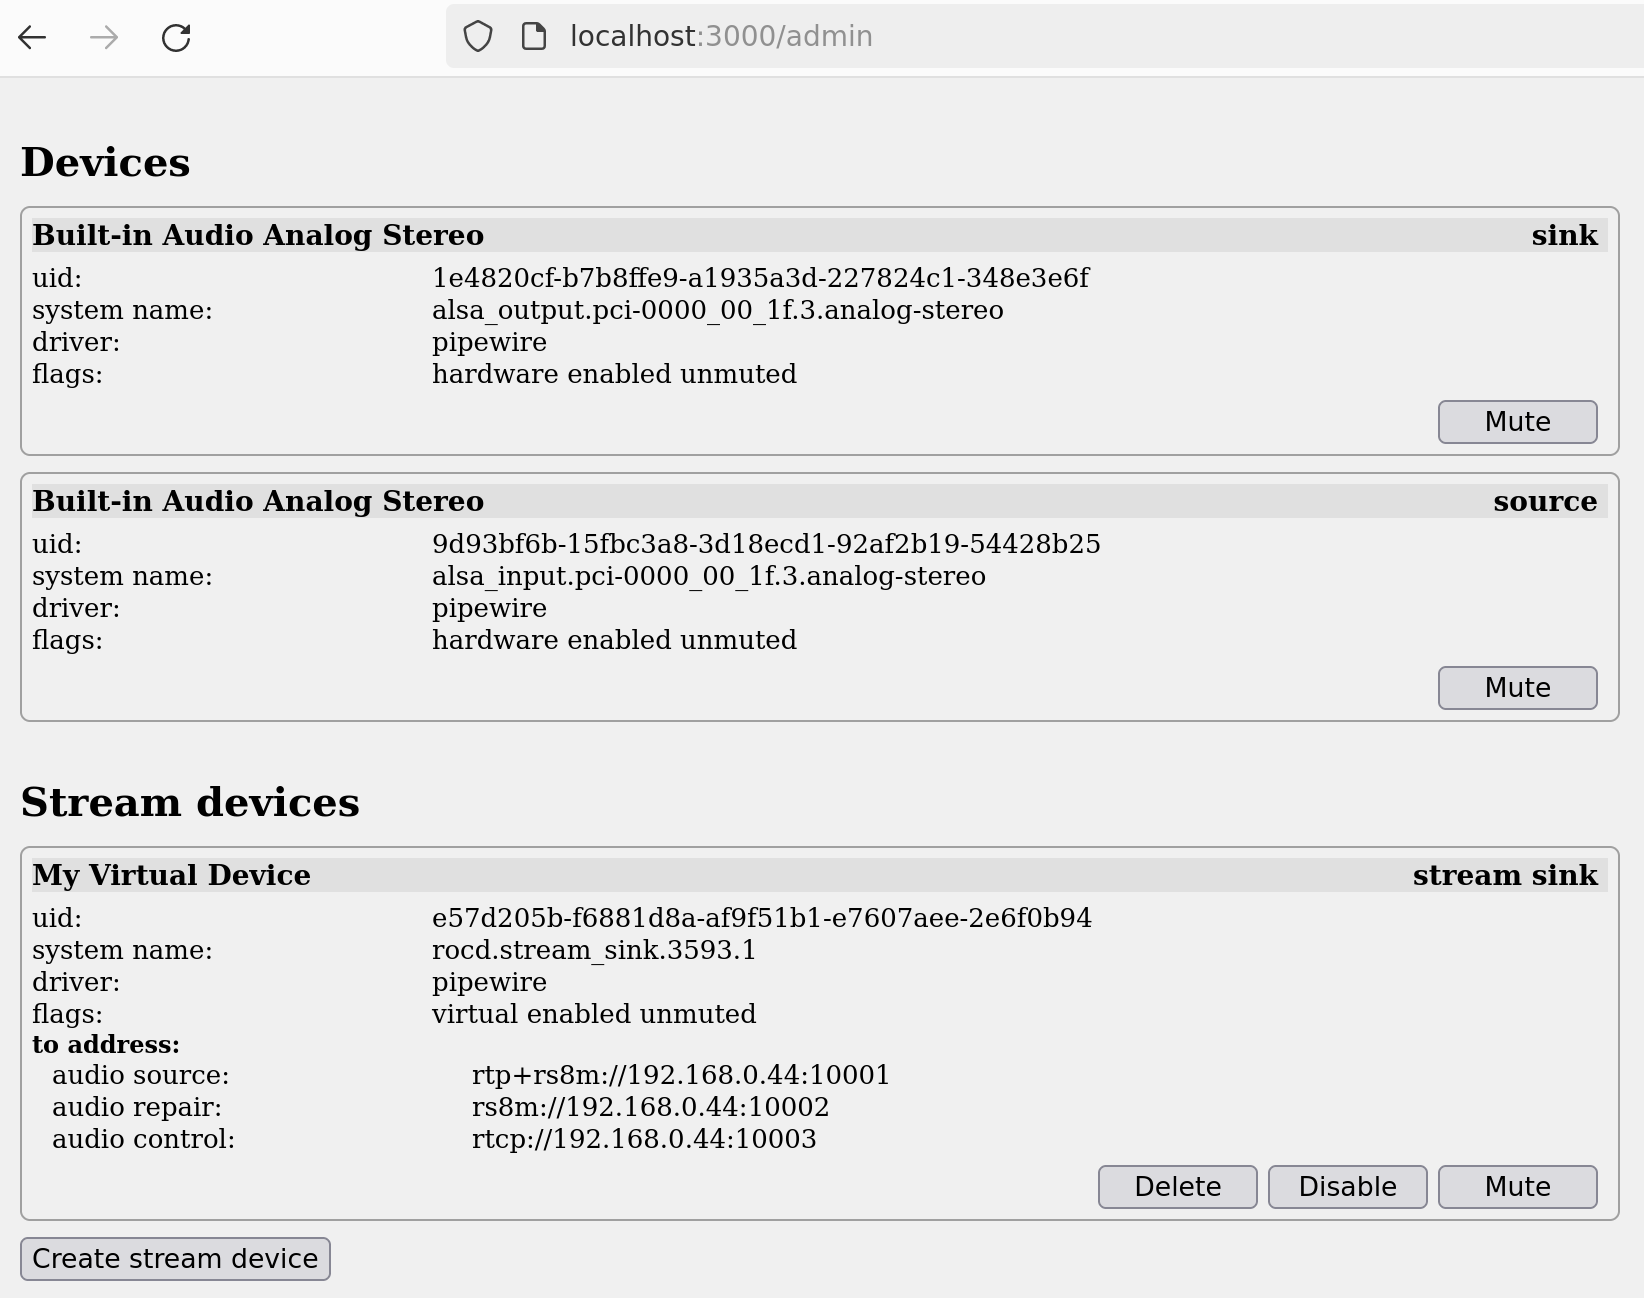 localhost:3000/admin
Devices
Built-in Audio Analog Stereo sink
uid: 1e4820cf-b7b8ffe9-a1935a3d-227824c1-348e3e6f
system name: alsa_output.pci-0000_00_1f.3.analog-stereo
driver: pipewire
flags: hardware enabled unmuted
Mute
Built-in Audio Analog Stereo source
uid: 9d93bf6b-15fbc3a8-3d18ecd1-92af2b19-54428b25
system name: alsa_input.pci-0000_00_1f.3.analog-stereo
driver: pipewire
flags: hardware enabled unmuted
Mute
Stream devices
My Virtual Device stream sink
uid: e57d205b-f6881d8a-af9f51b1-e7607aee-2e6f0b94
system name: rocd.stream_sink.3593.1
driver: pipewire
flags: virtual enabled unmuted
to address:
audio source: rtp+rs8m://192.168.0.44:10001
audio repair: rs8m://192.168.0.44:10002
audio control: rtcp://192.168.0.44:10003
Delete Disable Mute
Create stream device